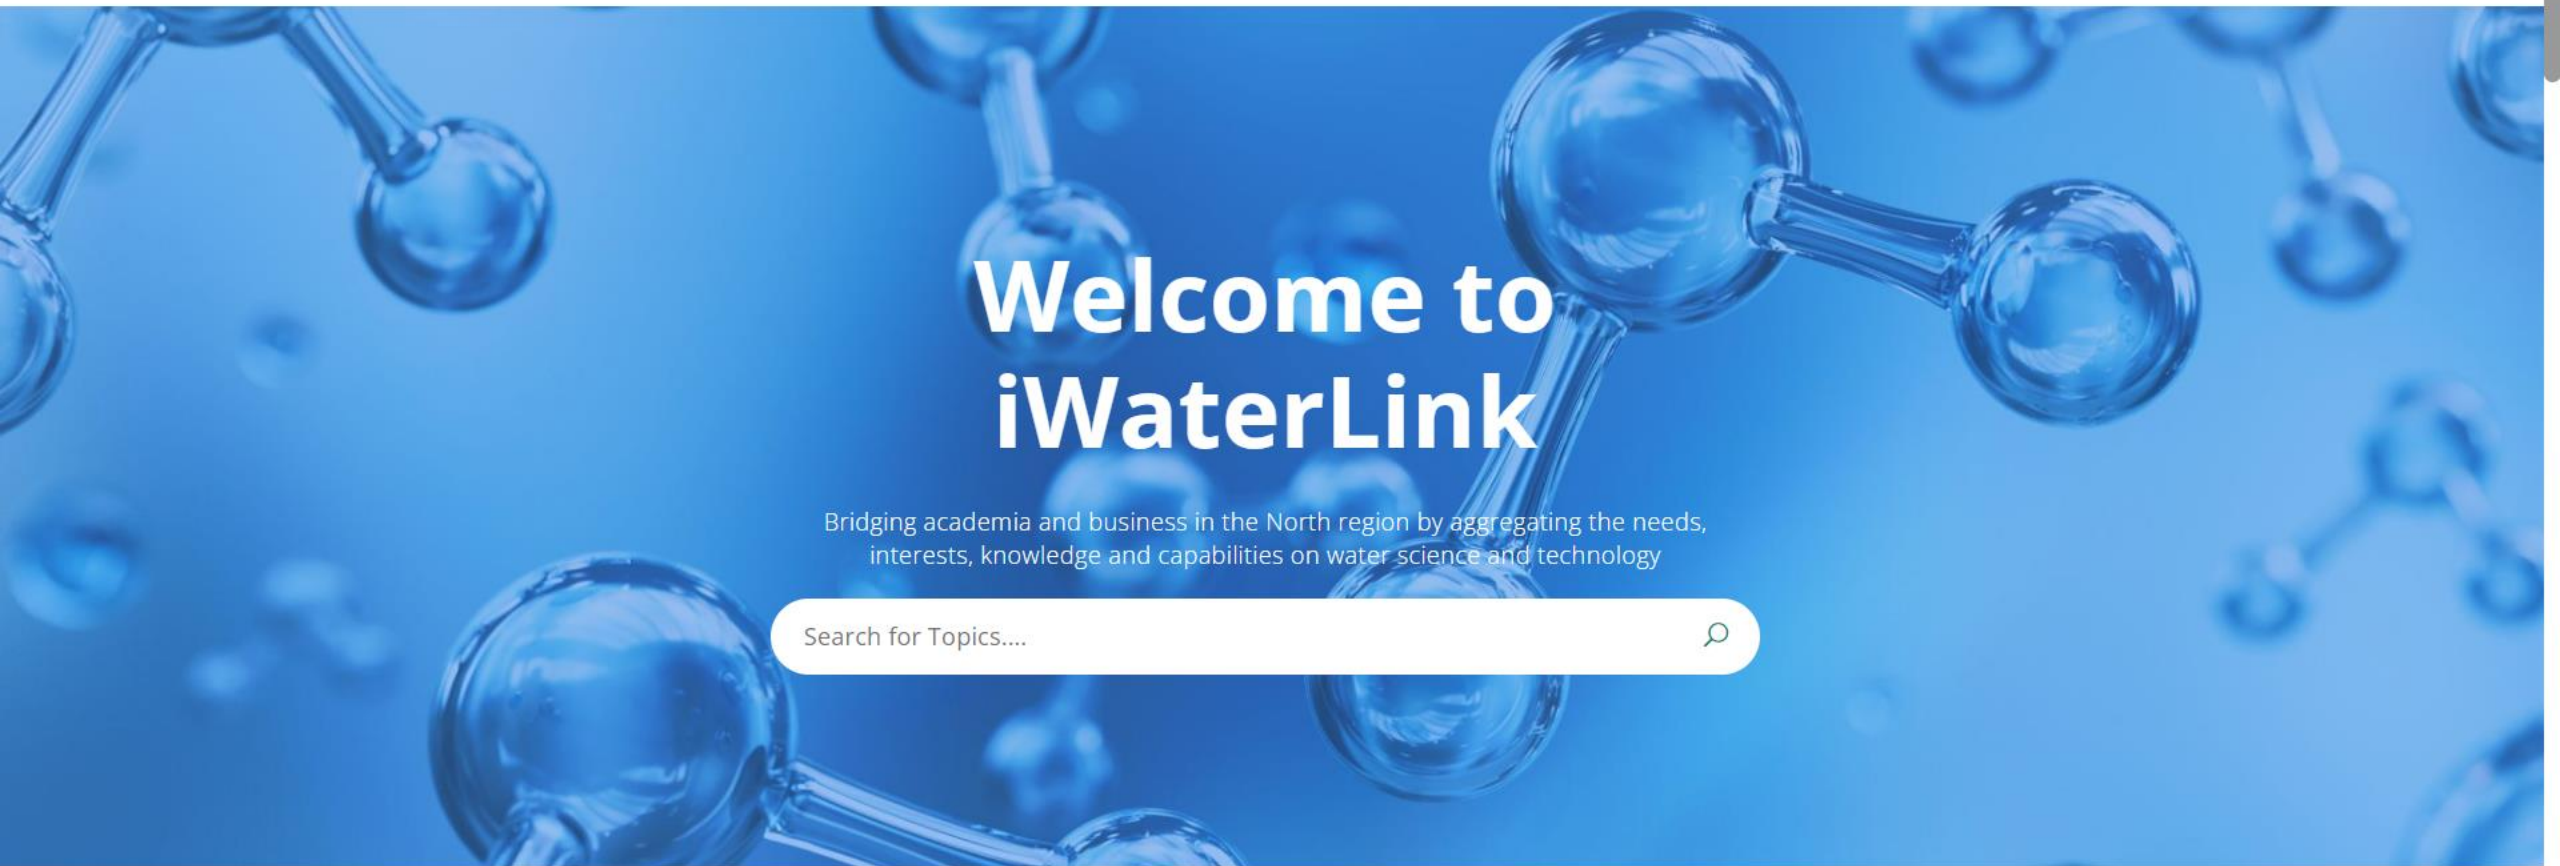 Welcome to
iWaterLink
Bridging academia and business in the North region by aggregating the needs,
interests, knowledge and capabilities on water science and technology
Search for Topics....